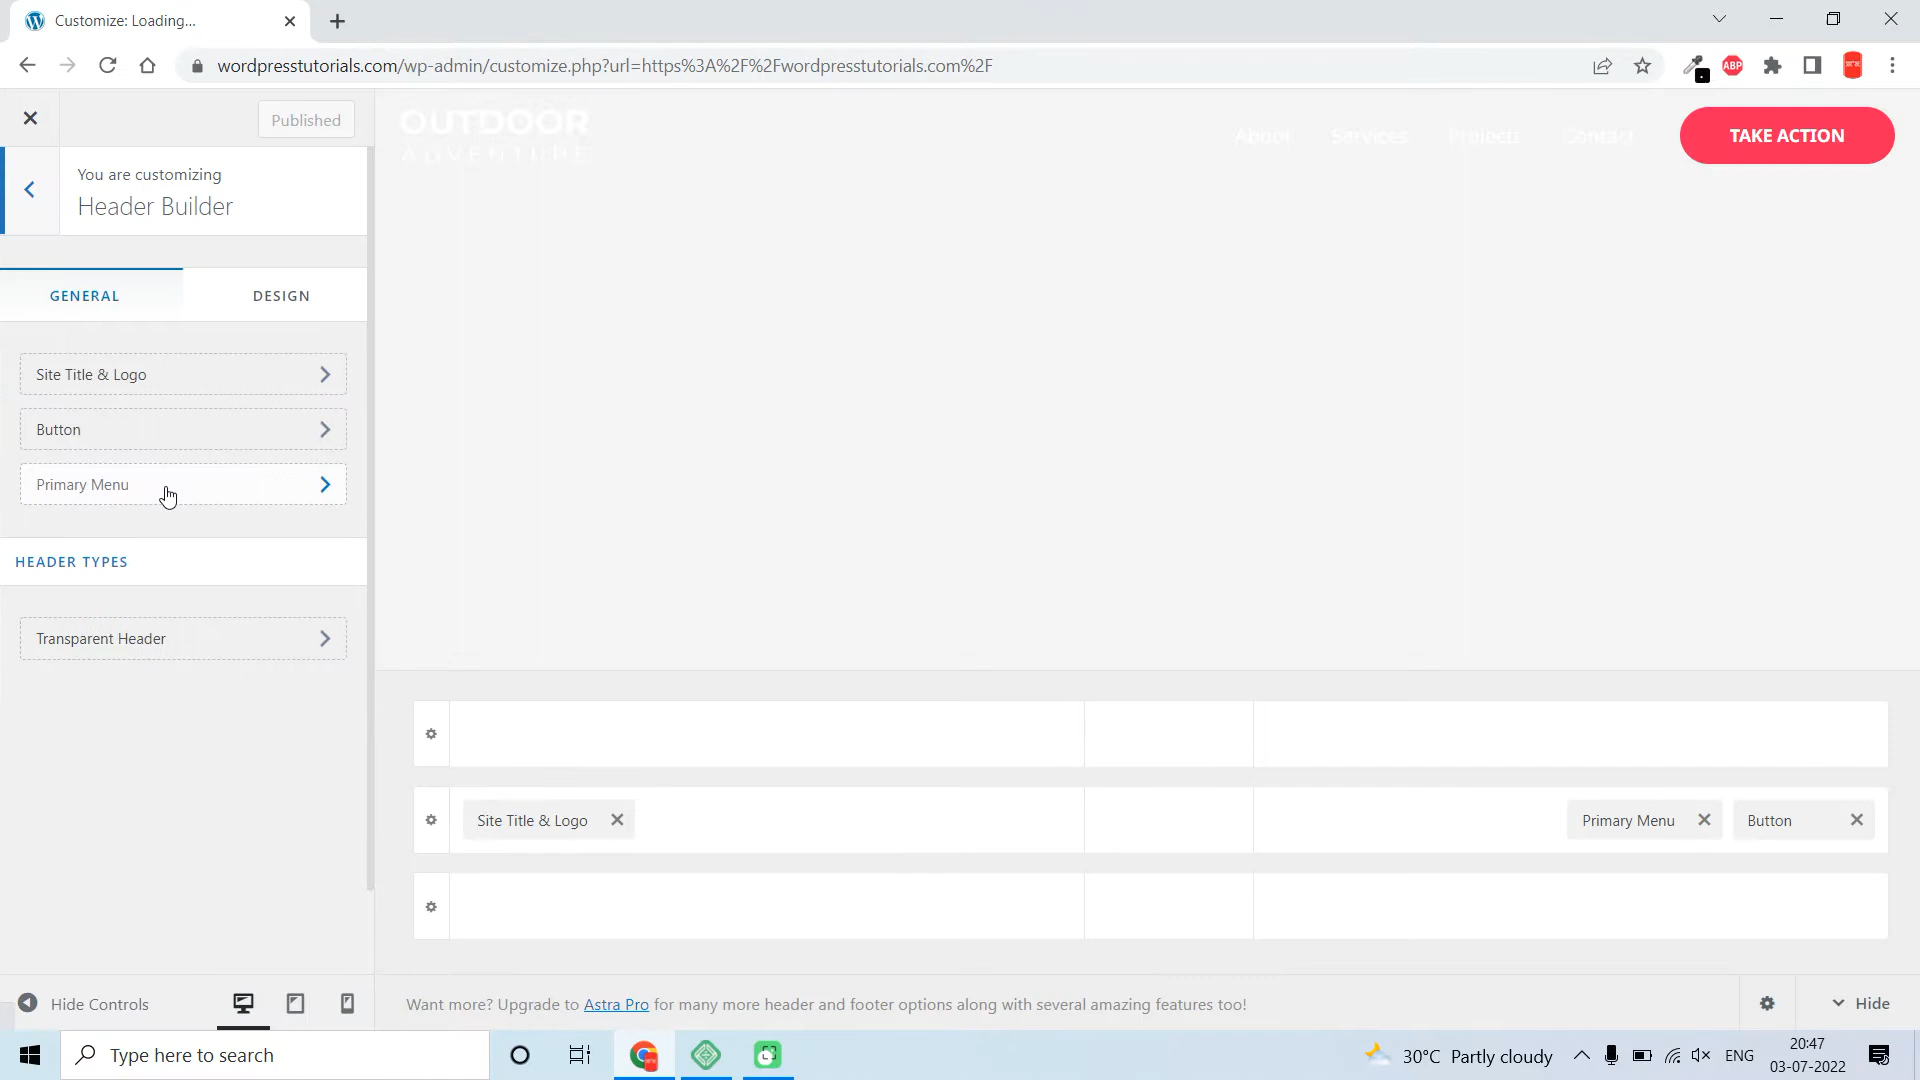 Customize: Loading...
wordpresstutorials.com/wp-admin/customize.php?url=https%3A%2F%2Fwordpresstutorials.com%2F
ABP
Published
OUTDOOR
ADVENTURE
About
Services
Projects
Contact
TAKE ACTION
You are customizing
Header Builder
GENERAL
DESIGN
Site Title & Logo
Button
Primary Menu
HEADER TYPES
Transparent Header
Site Title & Logo
Primary Menu
Button
Hide Controls
Want more? Upgrade to Astra Pro for many more header and footer options along with several amazing features too!
Hide
Type here to search
30°C Partly cloudy
ENG
20:47
03-07-2022